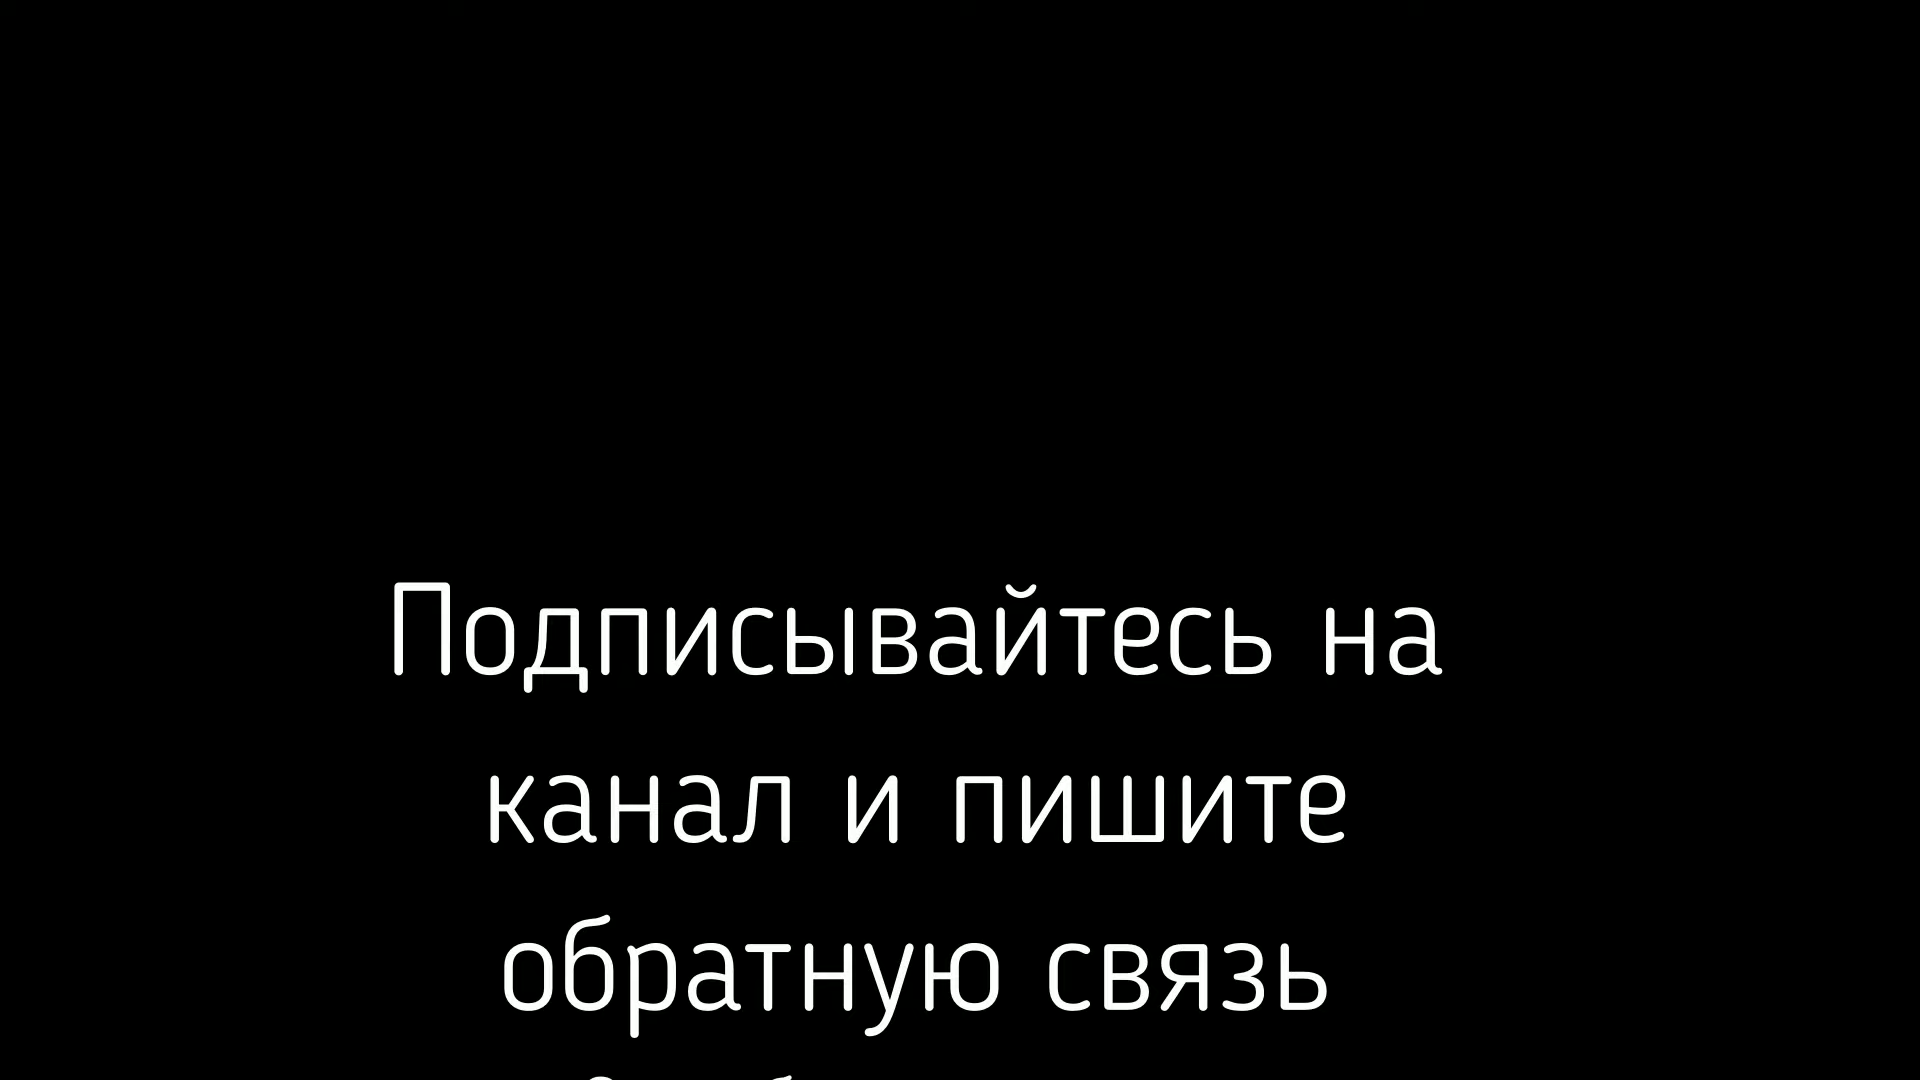 Подписывайтесь на
канал и пишите
обратную связь